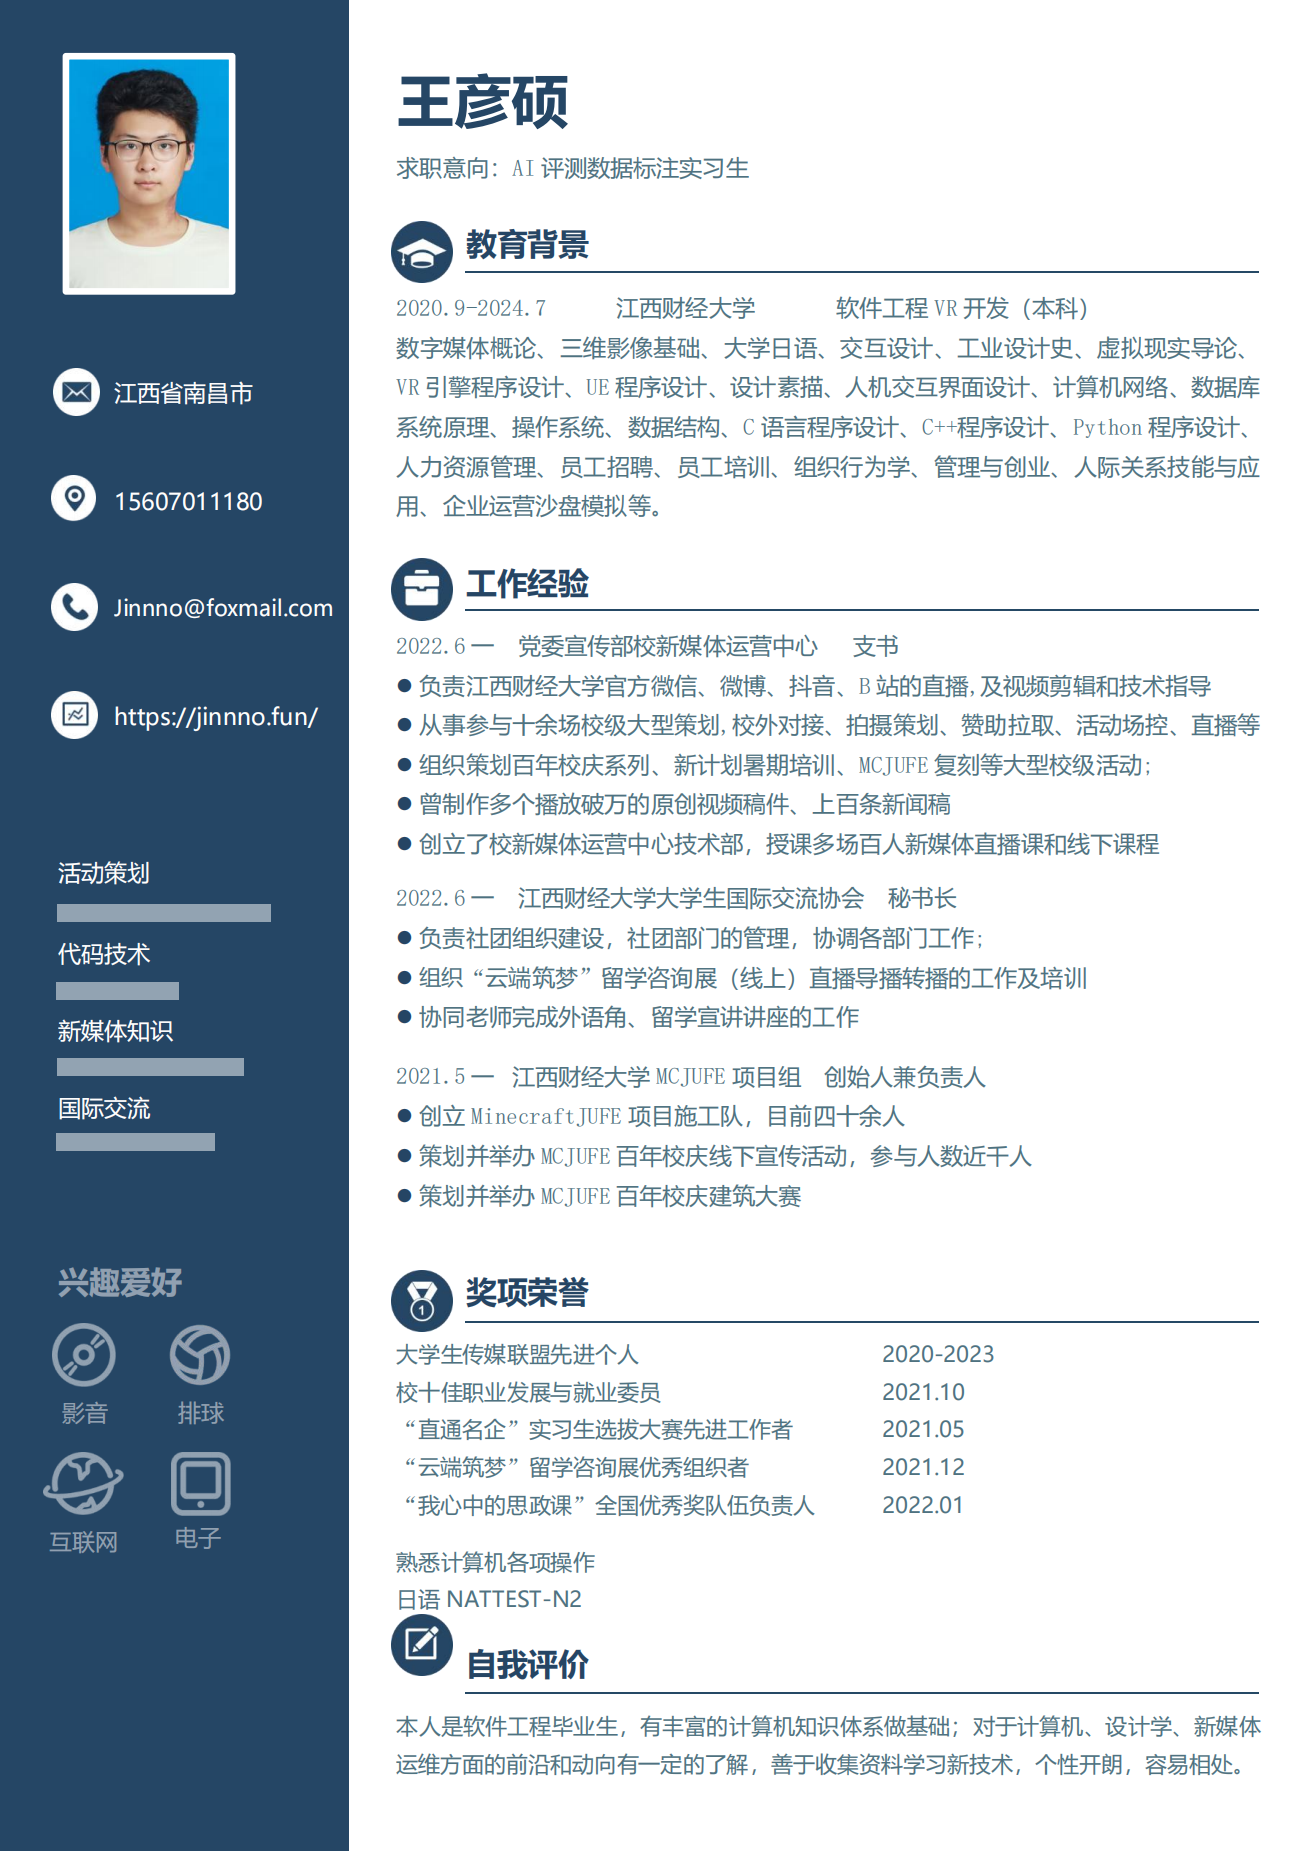 江西省南昌市
15607011180
Jinnno@foxmail.com
https://jinnno.fun/
活动策划
代码技术
新媒体知识
国际交流
兴趣爱好
影音 排球
互联网 电子
王彦硕
求职意向：AI 评测数据标注实习生
教育背景
2020.9-2024.7 江西财经大学 软件工程 VR 开发（本科）
数字媒体概论、三维影像基础、大学日语、交互设计、工业设计史、虚拟现实导论、
VR 引擎程序设计、UE 程序设计、设计素描、人机交互界面设计、计算机网络、数据库
系统原理、操作系统、数据结构、C 语言程序设计、C++程序设计、Python 程序设计、
人力资源管理、员工招聘、员工培训、组织行为学、管理与创业、人际关系技能与应
用、企业运营沙盘模拟等。
工作经验
2022.6 一 党委宣传部校新媒体运营中心 支书
● 负责江西财经大学官方微信、微博、抖音、B 站的直播,及视频剪辑和技术指导
● 从事参与十余场校级大型策划,校外对接、拍摄策划、赞助拉取、活动场控、直播等
● 组织策划百年校庆系列、新计划暑期培训、MCJUFE 复刻等大型校级活动;
● 曾制作多个播放破万的原创视频稿件、上百条新闻稿
● 创立了校新媒体运营中心技术部，授课多场百人新媒体直播课和线下课程
2022.6 一 江西财经大学大学生国际交流协会 秘书长
● 负责社团组织建设，社团部门的管理，协调各部门工作;
● 组织“云端筑梦”留学咨询展（线上）直播导播转播的工作及培训
● 协同老师完成外语角、留学宣讲讲座的工作
2021.5 一 江西财经大学 MCJUFE 项目组 创始人兼负责人
● 创立 MinecraftJUFE 项目施工队，目前四十余人
● 策划并举办 MCJUFE 百年校庆线下宣传活动，参与人数近千人
● 策划并举办 MCJUFE 百年校庆建筑大赛
奖项荣誉
1
大学生传媒联盟先进个人 2020-2023
校十佳职业发展与就业委员 2021.10
“直通名企”实习生选拔大赛先进工作者 2021.05
“云端筑梦”留学咨询展优秀组织者 2021.12
“我心中的思政课”全国优秀奖队伍负责人 2022.01
熟悉计算机各项操作
日语 NATTEST-N2
自我评价
本人是软件工程毕业生，有丰富的计算机知识体系做基础；对于计算机、设计学、新媒体
运维方面的前沿和动向有一定的了解，善于收集资料学习新技术，个性开朗，容易相处。